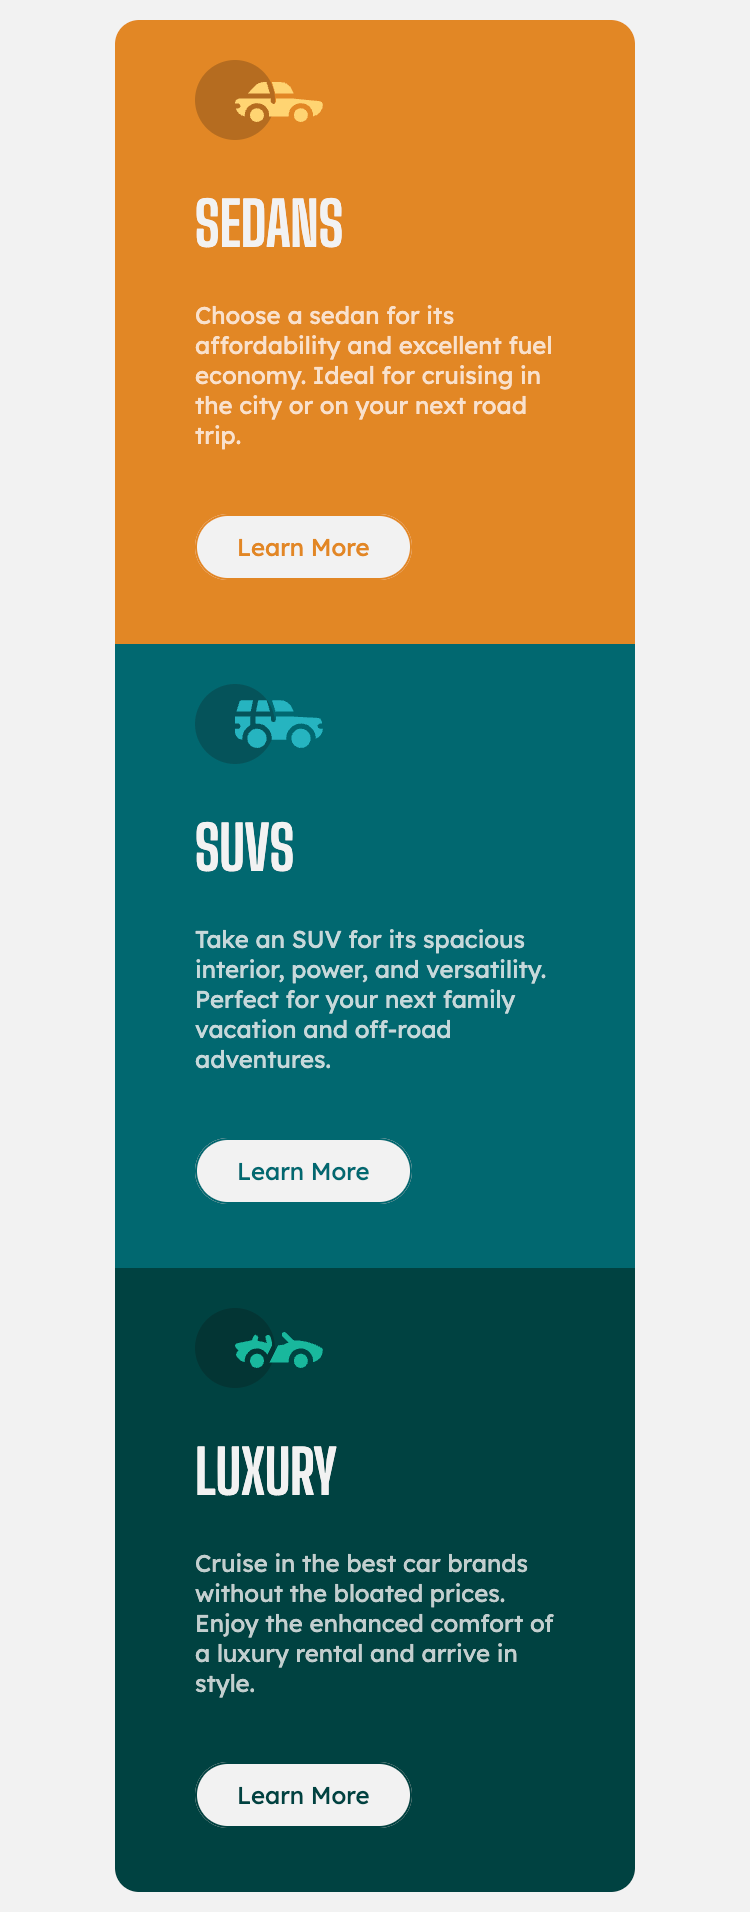 SEDANS
Choose a sedan for its
affordability and excellent fuel
economy. Ideal for cruising in
the city or on your next road
trip.
Learn More
SUVS
Take an SUV for its spacious
interior, power, and versatility.
Perfect for your next family
vacation and off-road
adventures.
Learn More
LUXURY
Cruise in the best car brands
without the bloated prices.
Enjoy the enhanced comfort of
a luxury rental and arrive in
style.
Learn More